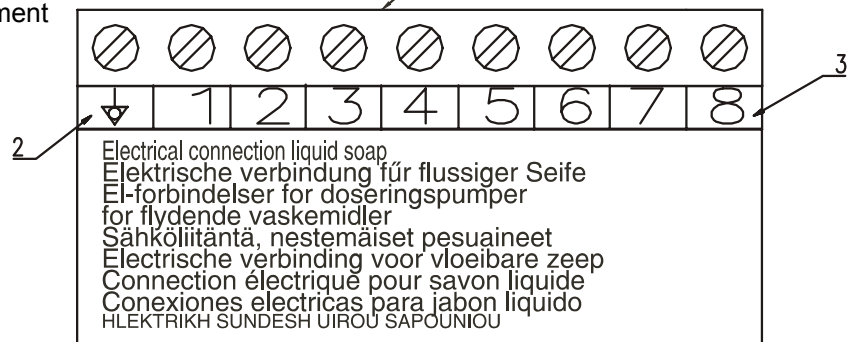 ment
1 2 3 4 5 6 7 8
3
2
Electrical connection liquid soap
Elektrische verbindung fűr flussiger Seife
El-forbindelser for doseringspumper
for flydende vaskemidler
Sähköliitäntä, nestemäiset pesuaineet
Electrische verbinding voor vloeibare zeep
Connection électrique pour savon liquide
Conexiones electricas para jabon liquido
HLEKTRIKH SUNDESH UIROU SAPOUNIOU